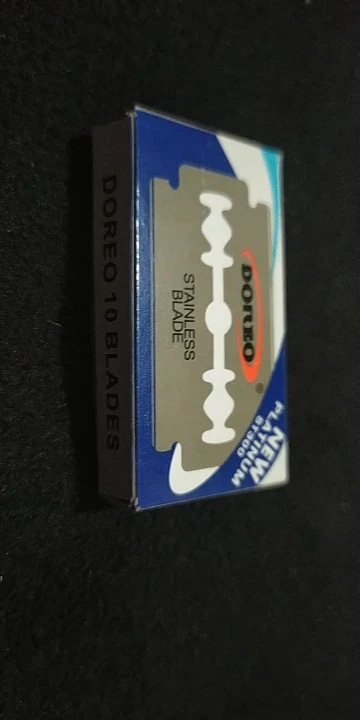 DOREO®
STAINLESS
BLADE
NEW
PLATINUM
ST300
DOREO 10 BLADES